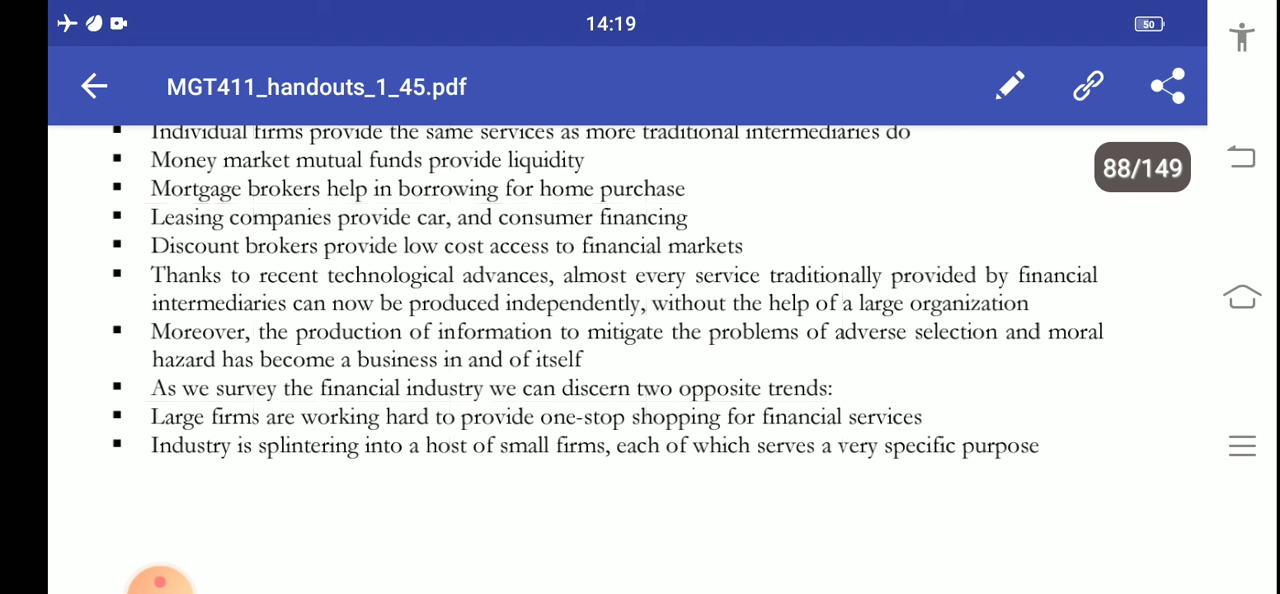 14:19
50
MGT411_handouts_1_45.pdf
Individual firms provide the same services as more traditional intermediaries do
88/149
▪ Money market mutual funds provide liquidity
▪ Mortgage brokers help in borrowing for home purchase
▪ Leasing companies provide car, and consumer financing
▪ Discount brokers provide low cost access to financial markets
▪ Thanks to recent technological advances, almost every service traditionally provided by financial
intermediaries can now be produced independently, without the help of a large organization
▪ Moreover, the production of information to mitigate the problems of adverse selection and moral
hazard has become a business in and of itself
▪ As we survey the financial industry we can discern two opposite trends:
▪ Large firms are working hard to provide one-stop shopping for financial services
▪ Industry is splintering into a host of small firms, each of which serves a very specific purpose